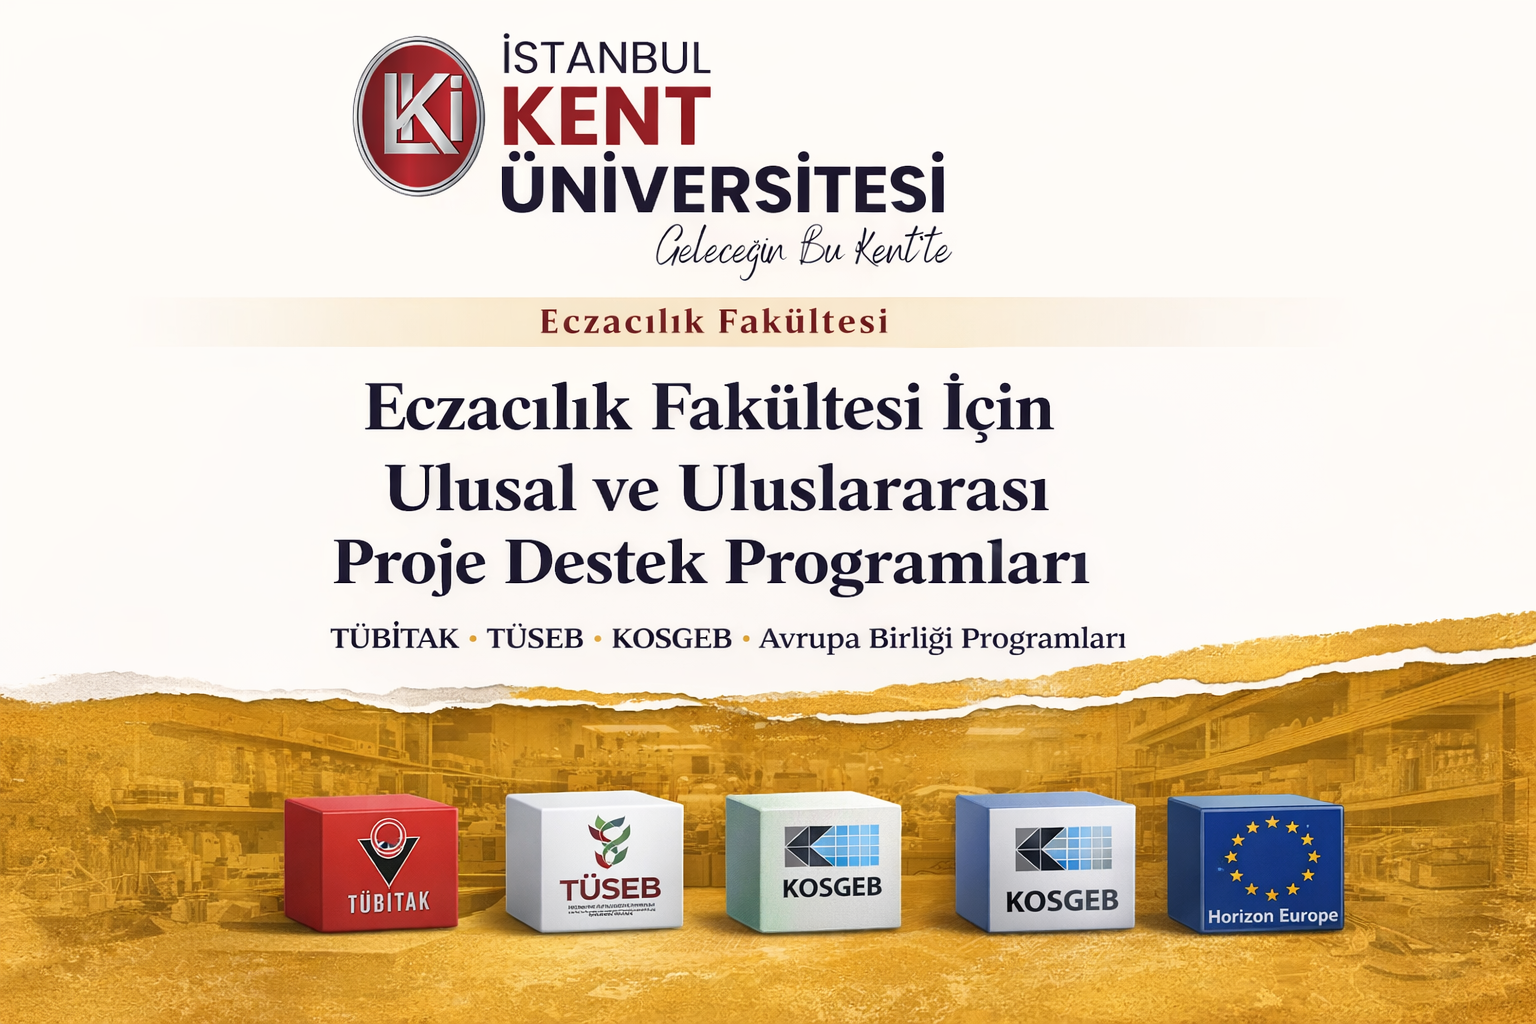 LKi
İSTANBUL
KENT
ÜNİVERSİTESİ
Geleceğin Bu Kent'te
Eczacılık Fakültesi
Eczacılık Fakültesi İçin
Ulusal ve Uluslararası
Proje Destek Programları
TÜBİTAK • TÜSEB • KOSGEB • Avrupa Birliği Programları
TÜBİTAK
TÜSEB
KOSGEB
KOSGEB
Horizon Europe